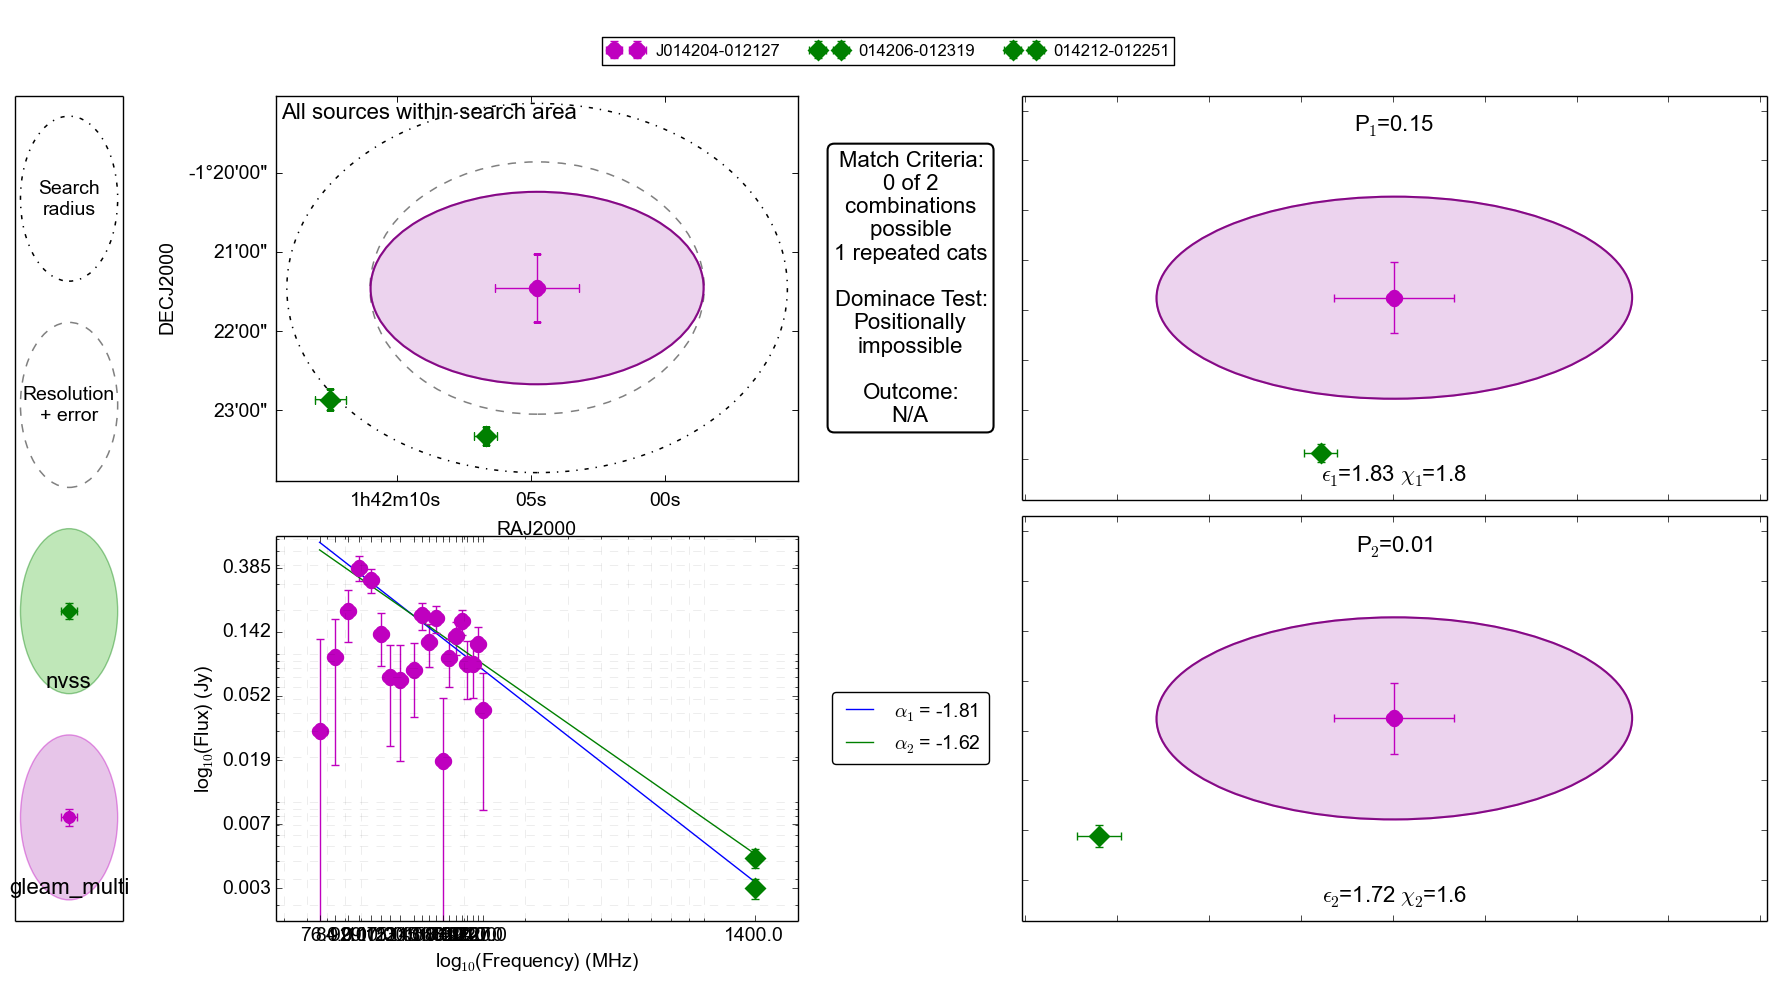 J014204-012127 014206-012319 014212-012251
Search
radius
Resolution
+ error
nvss
gleam_multi
All sources within search area
-1°20'00"
21'00"
22'00"
23'00"
DECJ2000
1h42m10s 05s 00s
RAJ2000
Match Criteria:
0 of 2
combinations
possible
1 repeated cats
Dominace Test:
Positionally
impossible
Outcome:
N/A
P1=0.15
ϵ1=1.83 χ1=1.8
0.385
0.142
0.052
0.019
0.007
0.003
log10(Flux) (Jy)
1400.0
log10(Frequency) (MHz)
α1 = -1.81
α2 = -1.62
P2=0.01
ϵ2=1.72 χ2=1.6